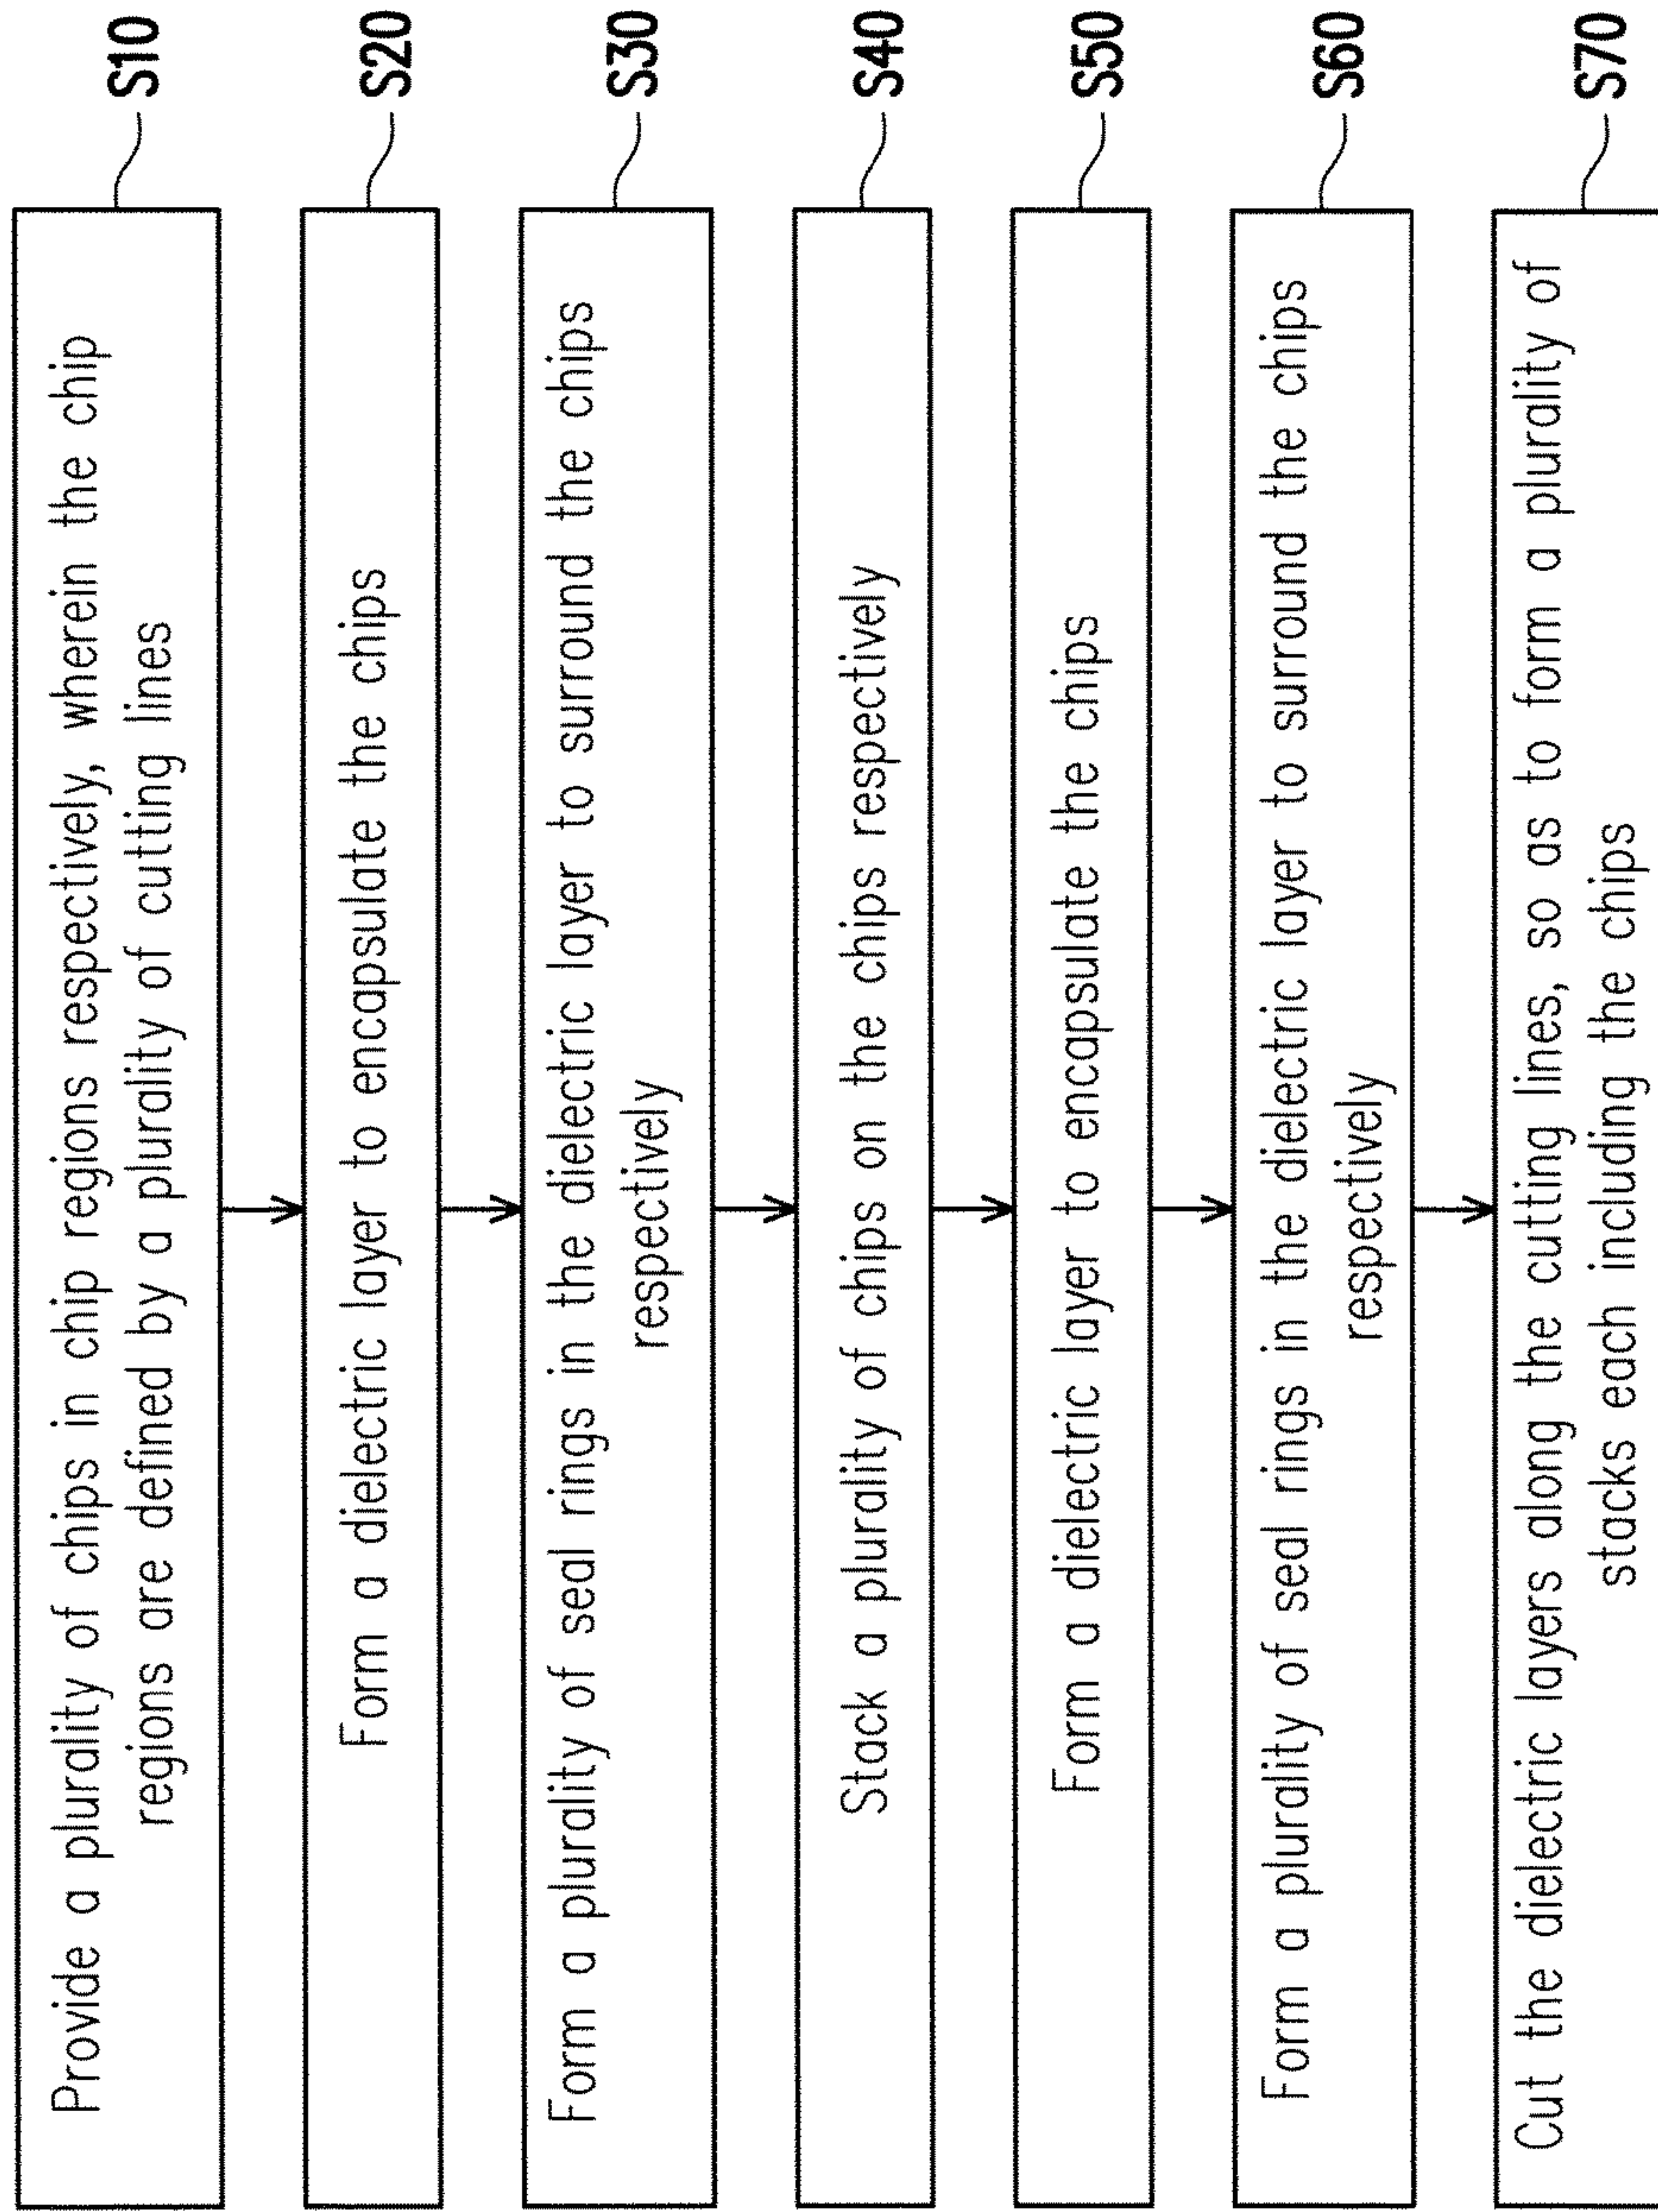 Provide a plurality of chips in chip regions respectively, wherein the chip
regions are defined by a plurality of cutting lines
S10
Form a dielectric layer to encapsulate the chips
S20
Form a plurality of seal rings in the dielectric layer to surround the chips
respectively
S30
Stack a plurality of chips on the chips respectively
S40
Form a dielectric layer to encapsulate the chips
S50
Form a plurality of seal rings in the dielectric layer to surround the chips
respectively
S60
Cut the dielectric layers along the cutting lines, so as to form a plurality of
stacks each including the chips
S70